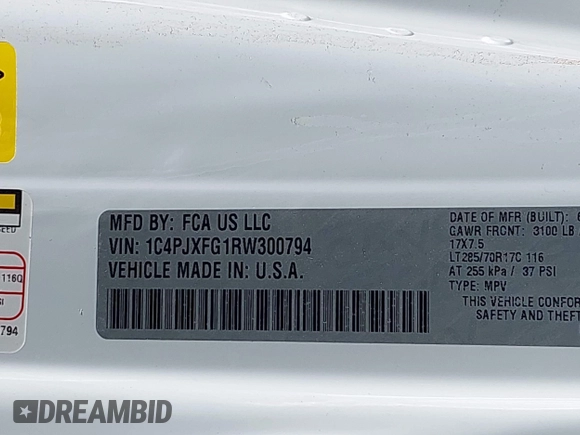 MFD BY: FCA US LLC
VIN: 1C4PJXFG1RW300794
VEHICLE MADE IN: U.S.A.
DATE OF MFR (BUILT): 6
GAWR FRONT: 3100 LB
17X7.5
LT285/70R17C 116
AT 255 kPa / 37 PSI
TYPE: MPV
THIS VEHICLE CONFOR
SAFETY AND THEFT
116Q
SI
794
DREAMBID